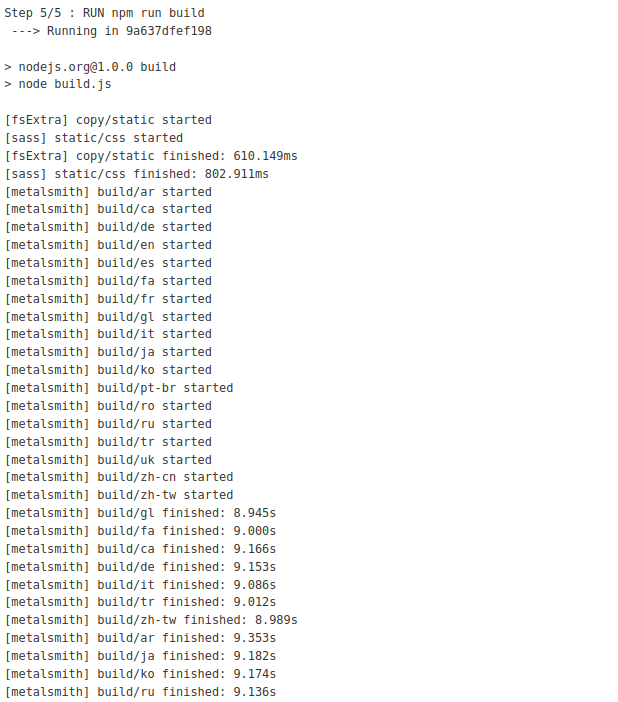 Step 5/5 : RUN npm run build
 ---> Running in 9a637dfef198

> nodejs.org@1.0.0 build
> node build.js

[fsExtra] copy/static started
[sass] static/css started
[fsExtra] copy/static finished: 610.149ms
[sass] static/css finished: 802.911ms
[metalsmith] build/ar started
[metalsmith] build/ca started
[metalsmith] build/de started
[metalsmith] build/en started
[metalsmith] build/es started
[metalsmith] build/fa started
[metalsmith] build/fr started
[metalsmith] build/gl started
[metalsmith] build/it started
[metalsmith] build/ja started
[metalsmith] build/ko started
[metalsmith] build/pt-br started
[metalsmith] build/ro started
[metalsmith] build/ru started
[metalsmith] build/tr started
[metalsmith] build/uk started
[metalsmith] build/zh-cn started
[metalsmith] build/zh-tw started
[metalsmith] build/gl finished: 8.945s
[metalsmith] build/fa finished: 9.000s
[metalsmith] build/ca finished: 9.166s
[metalsmith] build/de finished: 9.153s
[metalsmith] build/it finished: 9.086s
[metalsmith] build/tr finished: 9.012s
[metalsmith] build/zh-tw finished: 8.989s
[metalsmith] build/ar finished: 9.353s
[metalsmith] build/ja finished: 9.182s
[metalsmith] build/ko finished: 9.174s
[metalsmith] build/ru finished: 9.136s